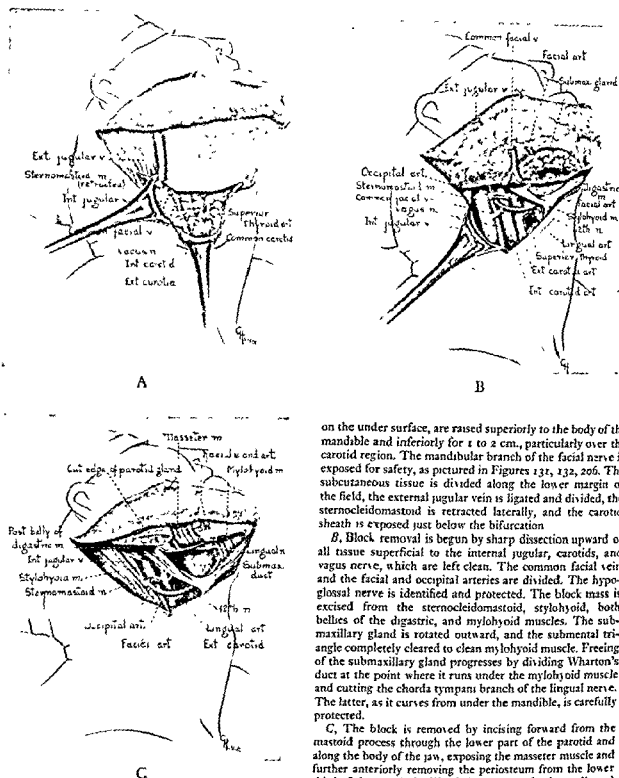 Ext jugular v
Sternomastoid m
(retracted)
Int jugular
facial v
vagus n
Int carotid
Ext carotid
Superior
Thyroid art
Common carotid
A
Common facial v
Facial art
Submax gland
Ext jugular v
Occipital art.
Sternomastoid m
Common facial v
vagus n.
Int jugular v
Digastric
m
Facial art
Stylohyoid m
12th n
Lingual art
Superior Thyroid
Ext carotid art
Int carotid art
B
Masseter m
Facial v and art
Cut edge of parotid gland
Mylohyoid m
Post belly of
digastric m
Int jugular v
Stylohyoid m
Sternomastoid m
Lingual n
Submax
duct
12th n
Occipital art
Lingual art
Facial art
Ext carotid
C
on the under surface, are raised superiorly to the body of th
mandible and inferiorly for 1 to 2 cm., particularly over th
carotid region. The mandibular branch of the facial nerve i
exposed for safety, as pictured in Figures 131, 132, 206. Th
subcutaneous tissue is divided along the lower margin o
the field, the external jugular vein is ligated and divided, the
sternocleidomastoid is retracted laterally, and the caroti
sheath is exposed just below the bifurcation
B, Block removal is begun by sharp dissection upward o
all tissue superficial to the internal jugular, carotids, and
vagus nerve, which are left clean. The common facial vein
and the facial and occipital arteries are divided. The hypo-
glossal nerve is identified and protected. The block mass is
excised from the sternocleidomastoid, stylohyoid, both
bellies of the digastric, and mylohyoid muscles. The sub-
maxillary gland is rotated outward, and the submental tri-
angle completely cleared to clean mylohyoid muscle. Freeing
of the submaxillary gland progresses by dividing Wharton's
duct at the point where it runs under the mylohyoid muscle
and cutting the chorda tympani branch of the lingual nerve.
The latter, as it curves from under the mandible, is carefully
protected.
C, The block is removed by incising forward from the
mastoid process through the lower part of the parotid and
along the body of the jaw, exposing the masseter muscle and
further anteriorly removing the periosteum from the lower